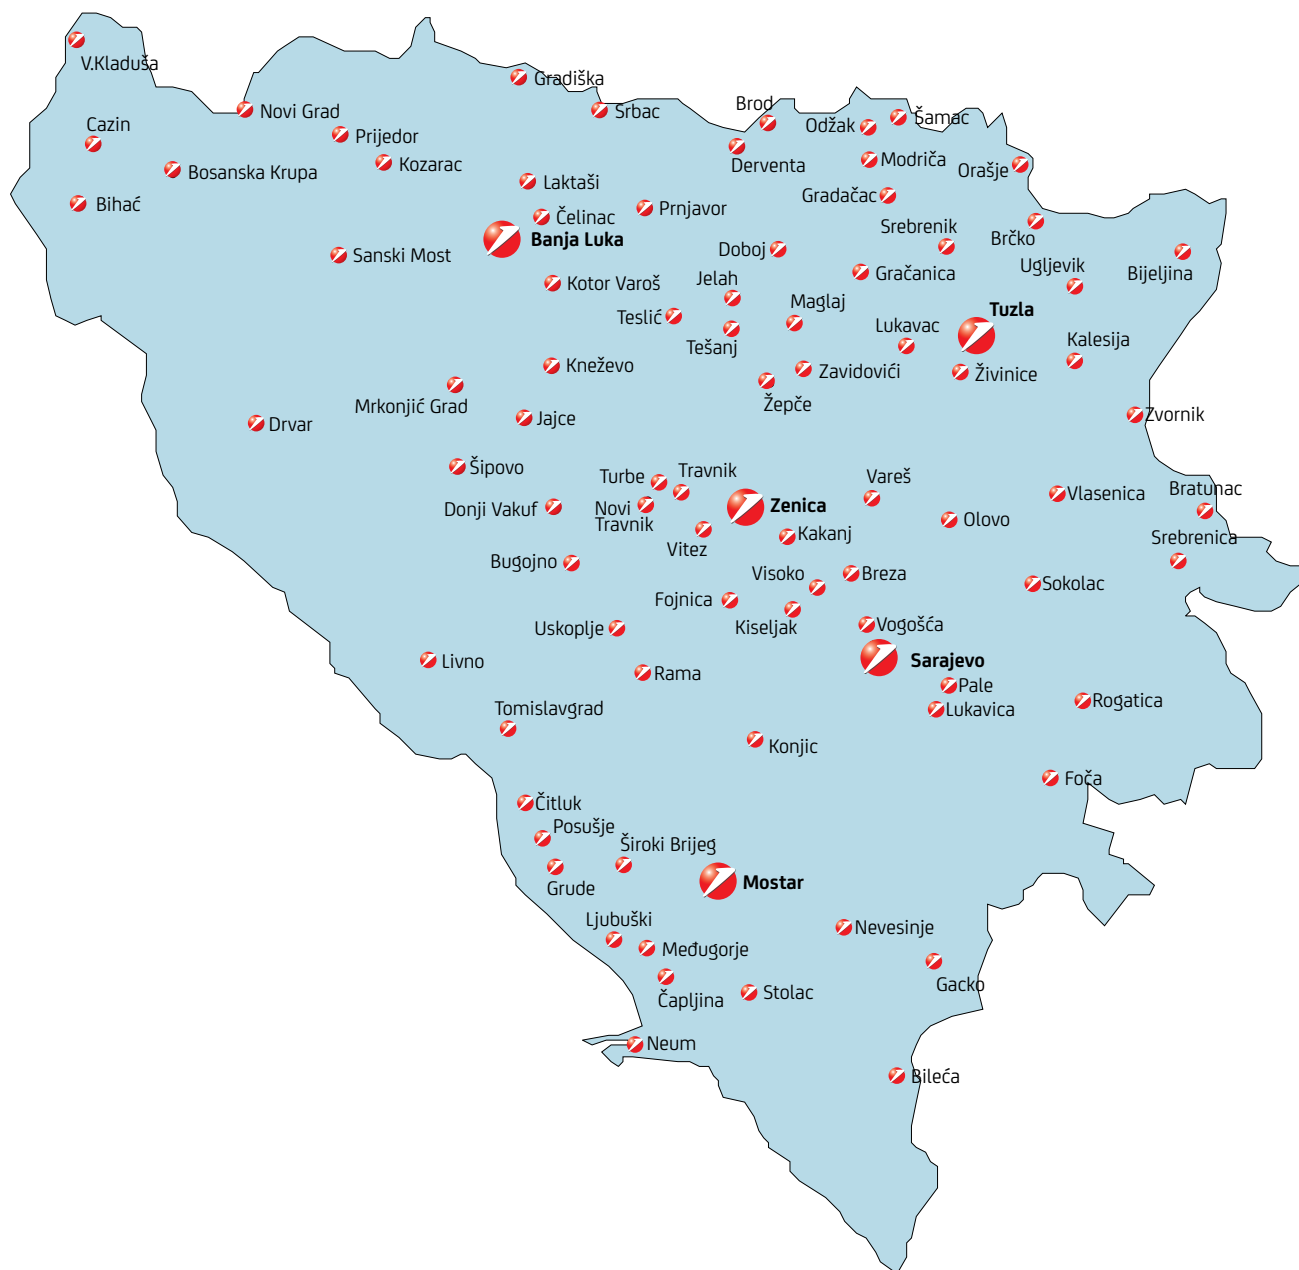 V.Kladuša
Gradiška
Novi Grad
Srbac
Brod
Odžak
Šamac
Cazin
Prijedor
Kozarac
Derventa
Modriča
Orašje
Bosanska Krupa
Laktaši
Gradačac
Bihać
Čelinac
Prnjavor
Srebrenik
Brčko
Banja Luka
Doboj
Bijeljina
Sanski Most
Ugljevik
Gračanica
Kotor Varoš
Jelah
Maglaj
Tuzla
Teslić
Lukavac
Tešanj
Kalesija
Kneževo
Zavidovići
Živinice
Mrkonjić Grad
Žepče
Zvornik
Drvar
Jajce
Šipovo
Turbe
Travnik
Vareš
Vlasenica
Bratunac
Donji Vakuf
Novi
Travnik
Zenica
Olovo
Vitez
Kakanj
Srebrenica
Bugojno
Visoko
Breza
Sokolac
Fojnica
Kiseljak
Vogošća
Uskoplje
Livno
Rama
Sarajevo
Pale
Rogatica
Lukavica
Tomislavgrad
Konjic
Foča
Čitluk
Posušje
Široki Brijeg
Grude
Mostar
Ljubuški
Nevesinje
Međugorje
Gacko
Čapljina
Stolac
Neum
Bileća